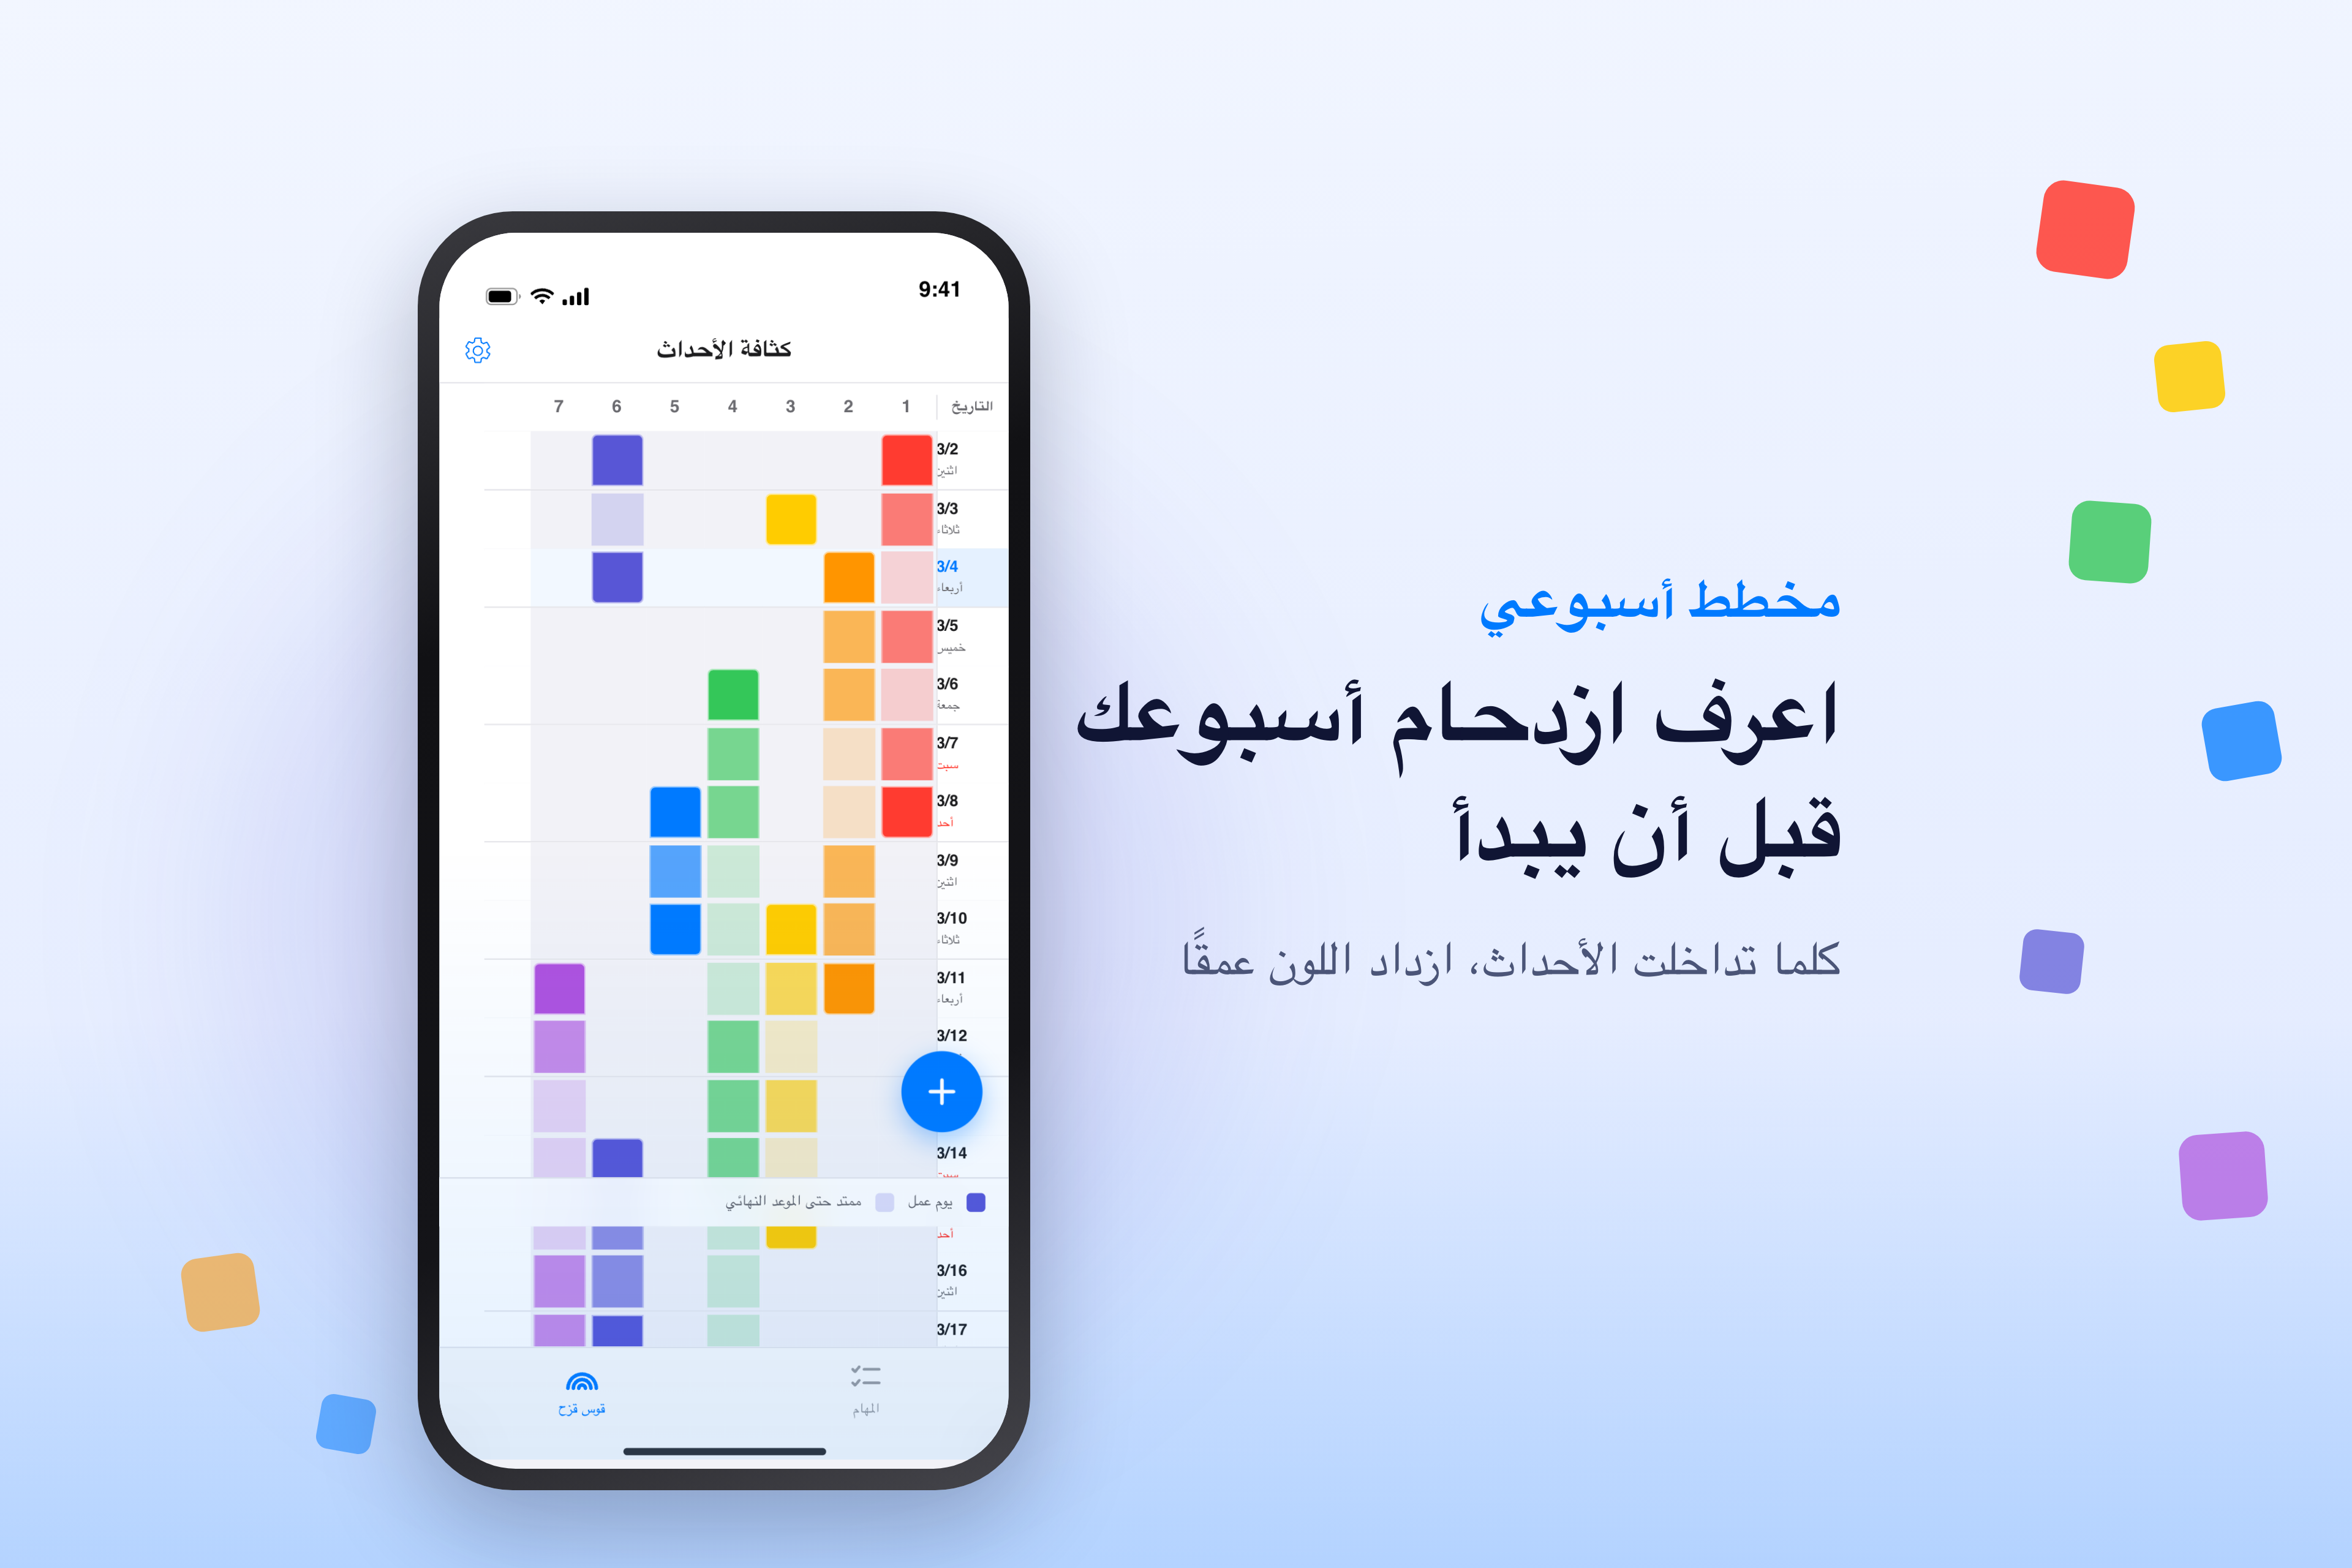 9:41
كثافة الأحداث
التاريخ 1 2 3 4 5 6 7
3/2
اثنين
3/3
ثلاثاء
3/4
أربعاء
3/5
خميس
3/6
جمعة
3/7
سبت
3/8
أحد
3/9
اثنين
3/10
ثلاثاء
3/11
أربعاء
3/12
3/14
سبت
يوم عمل ممتد حتى الموعد النهائي
أحد
3/16
اثنين
3/17
المهام قوس قزح
مخطط أسبوعي
اعرف ازدحام أسبوعك
قبل أن يبدأ
كلما تداخلت الأحداث، ازداد اللون عمقًا